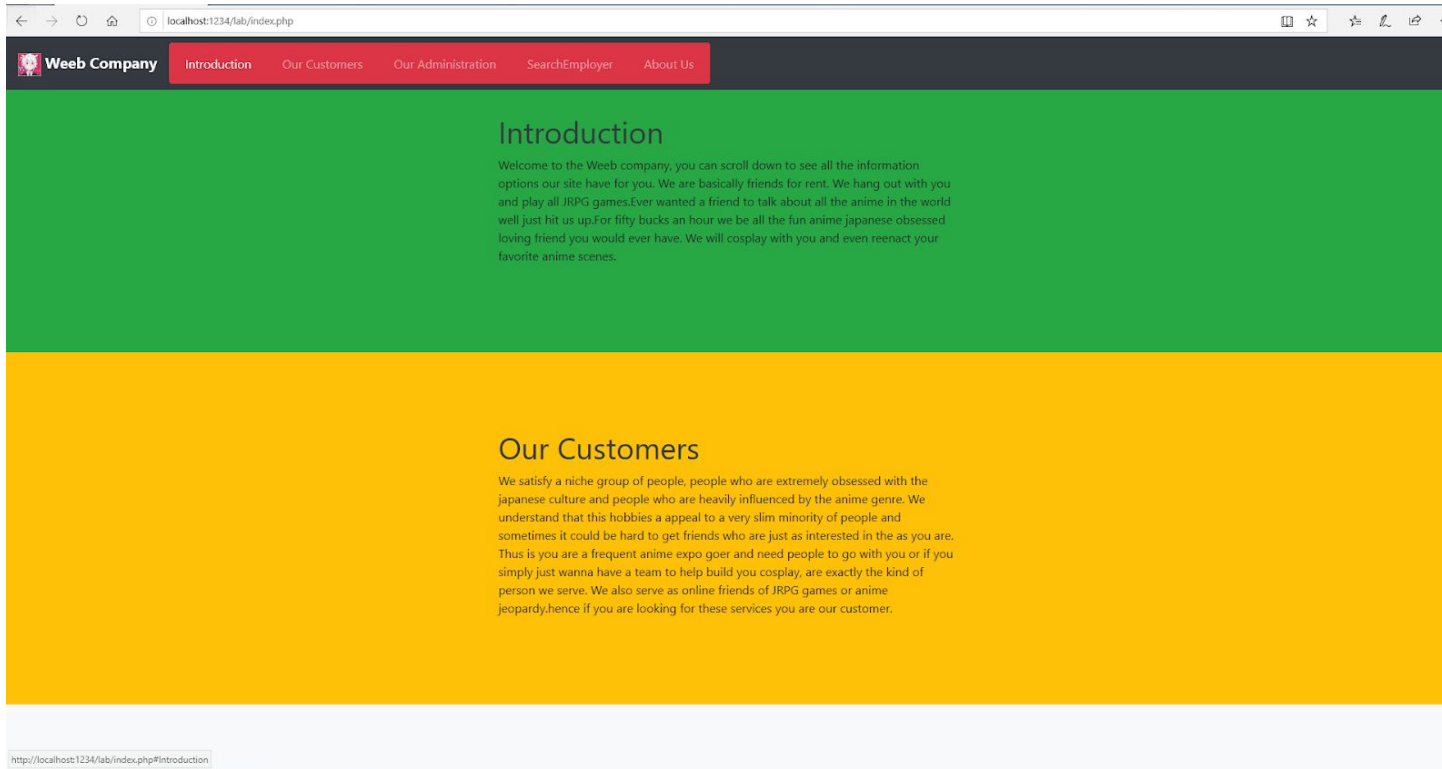 localhost:1234/lab/index.php
Weeb Company Introduction Our Customers Our Administration SearchEmployer About Us
Introduction
Welcome to the Weeb company, you can scroll down to see all the information
options our site have for you. We are basically friends for rent. We hang out with you
and play all JRPG games.Ever wanted a friend to talk about all the anime in the world
well just hit us up.For fifty bucks an hour we be all the fun anime japanese obsessed
loving friend you would ever have. We will cosplay with you and even reenact your
favorite anime scenes.
Our Customers
We satisfy a niche group of people, people who are extremely obsessed with the
japanese culture and people who are heavily influenced by the anime genre. We
understand that this hobbies a appeal to a very slim minority of people and
sometimes it could be hard to get friends who are just as interested in the as you are.
Thus is you are a frequent anime expo goer and need people to go with you or if you
simply just wanna have a team to help build you cosplay, are exactly the kind of
person we serve. We also serve as online friends of JRPG games or anime
jeopardy.hence if you are looking for these services you are our customer.
http://localhost:1234/lab/index.php#Introduction